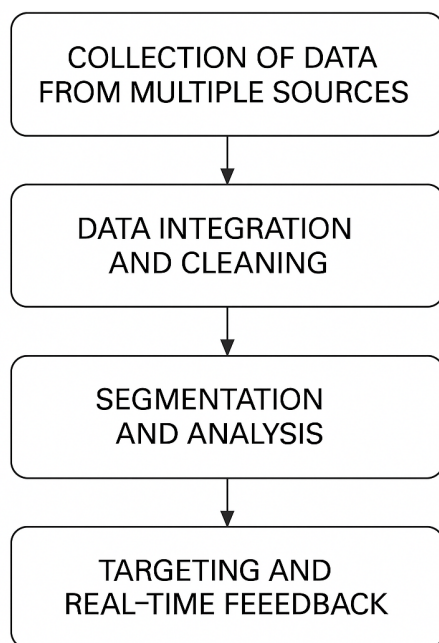 COLLECTION OF DATA
FROM MULTIPLE SOURCES
DATA INTEGRATION
AND CLEANING
SEGMENTATION
AND ANALYSIS
TARGETING AND
REAL-TIME FEEEDBACK